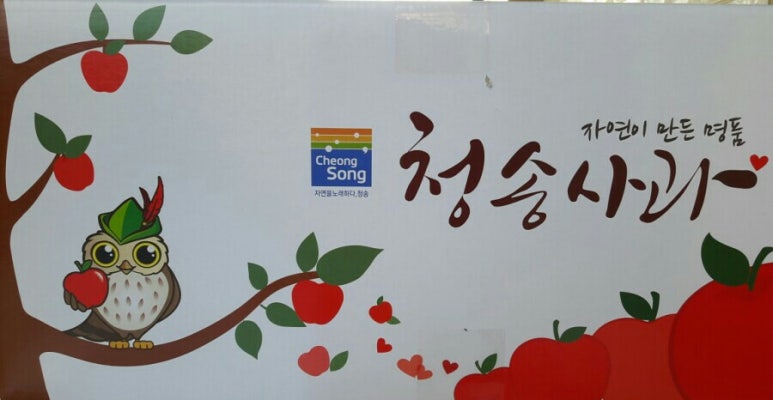 자연이 만든 명품
청송사과
Cheong
Song
자연을노래하다,청송